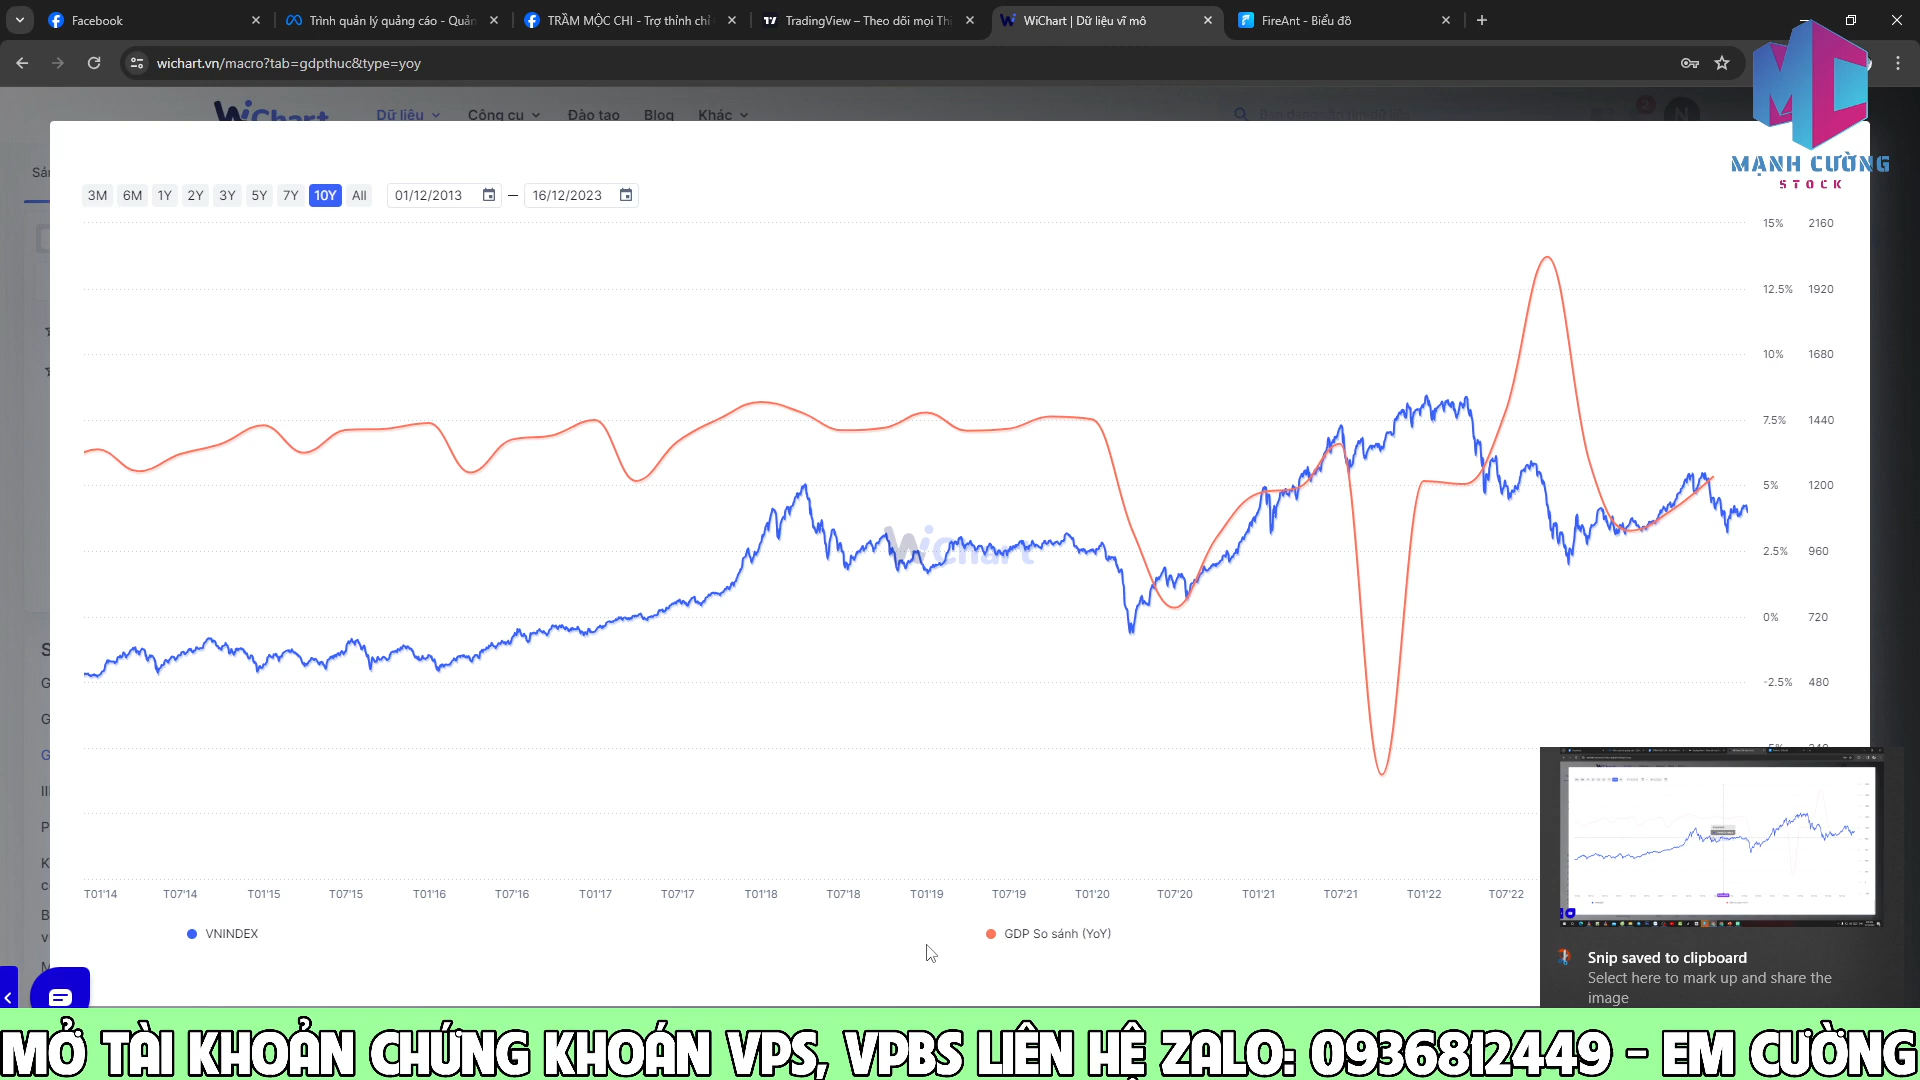 Facebook
Trình quản lý quảng cáo - Quản
TRẦM MỘC CHI - Trợ thỉnh chỉ
TradingView – Theo dõi mọi Th
WiChart | Dữ liệu vĩ mô
FireAnt - Biểu đồ
wichart.vn/macro?tab=gdpthuc&type=yoy
WiChart
Dữ liệu
Công cụ
Đào tạo
Blog
Khác
MẠNH CƯỜNG
STOCK
3M 6M 1Y 2Y 3Y 5Y 7Y 10Y All 01/12/2013 — 16/12/2023
15% 2160
12.5% 1920
10% 1680
7.5% 1440
5% 1200
2.5% 960
0% 720
-2.5% 480
WiChart
T01'14 T07'14 T01'15 T07'15 T01'16 T07'16 T01'17 T07'17 T01'18 T07'18 T01'19 T07'19 T01'20 T07'20 T01'21 T07'21 T01'22 T07'22
VNINDEX
GDP So sánh (YoY)
Snip saved to clipboard
Select here to mark up and share the
image
MỞ TÀI KHOẢN CHỨNG KHOÁN VPS, VPBS LIÊN HỆ ZALO: 0936812449 - EM CƯỜNG